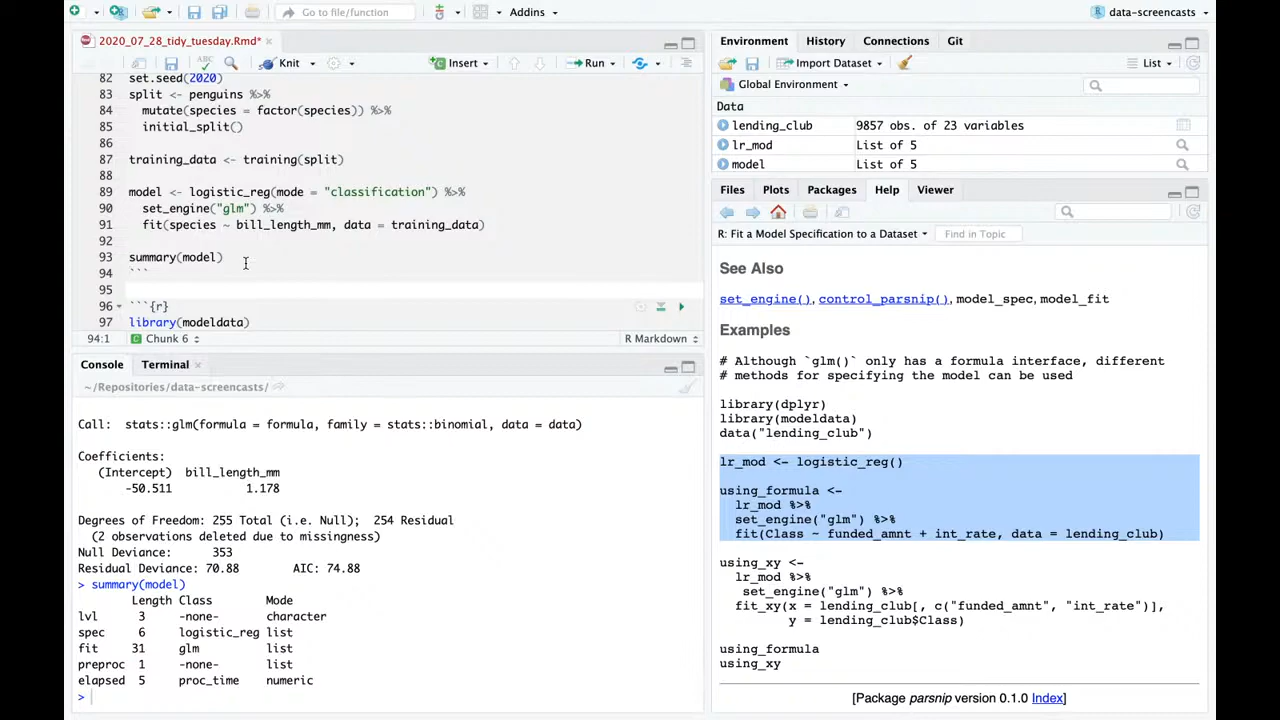 Go to file/function
Addins
data-screencasts
2020_07_28_tidy_tuesday.Rmd*
Knit
Insert
Run
82 set.seed(2020)
83 split <- penguins %>%
84 mutate(species = factor(species)) %>%
85 initial_split()
86
87 training_data <- training(split)
88
89 model <- logistic_reg(mode = "classification") %>%
90 set_engine("glm") %>%
91 fit(species ~ bill_length_mm, data = training_data)
92
93 summary(model)
94 ```
95
96 ```{r}
97 library(modeldata)
94:1 Chunk 6 R Markdown
Console Terminal
~/Repositories/data-screencasts/
Call: stats::glm(formula = formula, family = stats::binomial, data = data)
Coefficients:
(Intercept) bill_length_mm
-50.511 1.178
Degrees of Freedom: 255 Total (i.e. Null); 254 Residual
(2 observations deleted due to missingness)
Null Deviance: 353
Residual Deviance: 70.88 AIC: 74.88
> summary(model)
Length Class Mode
lvl 3 -none- character
spec 6 logistic_reg list
fit 31 glm list
preproc 1 -none- list
elapsed 5 proc_time numeric
>
Environment History Connections Git
Import Dataset List
Global Environment
Data
lending_club 9857 obs. of 23 variables
lr_mod List of 5
model List of 5
Files Plots Packages Help Viewer
R: Fit a Model Specification to a Dataset Find in Topic
See Also
set_engine(), control_parsnip(), model_spec, model_fit
Examples
# Although `glm()` only has a formula interface, different
# methods for specifying the model can be used
library(dplyr)
library(modeldata)
data("lending_club")
lr_mod <- logistic_reg()
using_formula <-
lr_mod %>%
set_engine("glm") %>%
fit(Class ~ funded_amnt + int_rate, data = lending_club)
using_xy <-
lr_mod %>%
set_engine("glm") %>%
fit_xy(x = lending_club[, c("funded_amnt", "int_rate")],
y = lending_club$Class)
using_formula
using_xy
[Package parsnip version 0.1.0 Index]